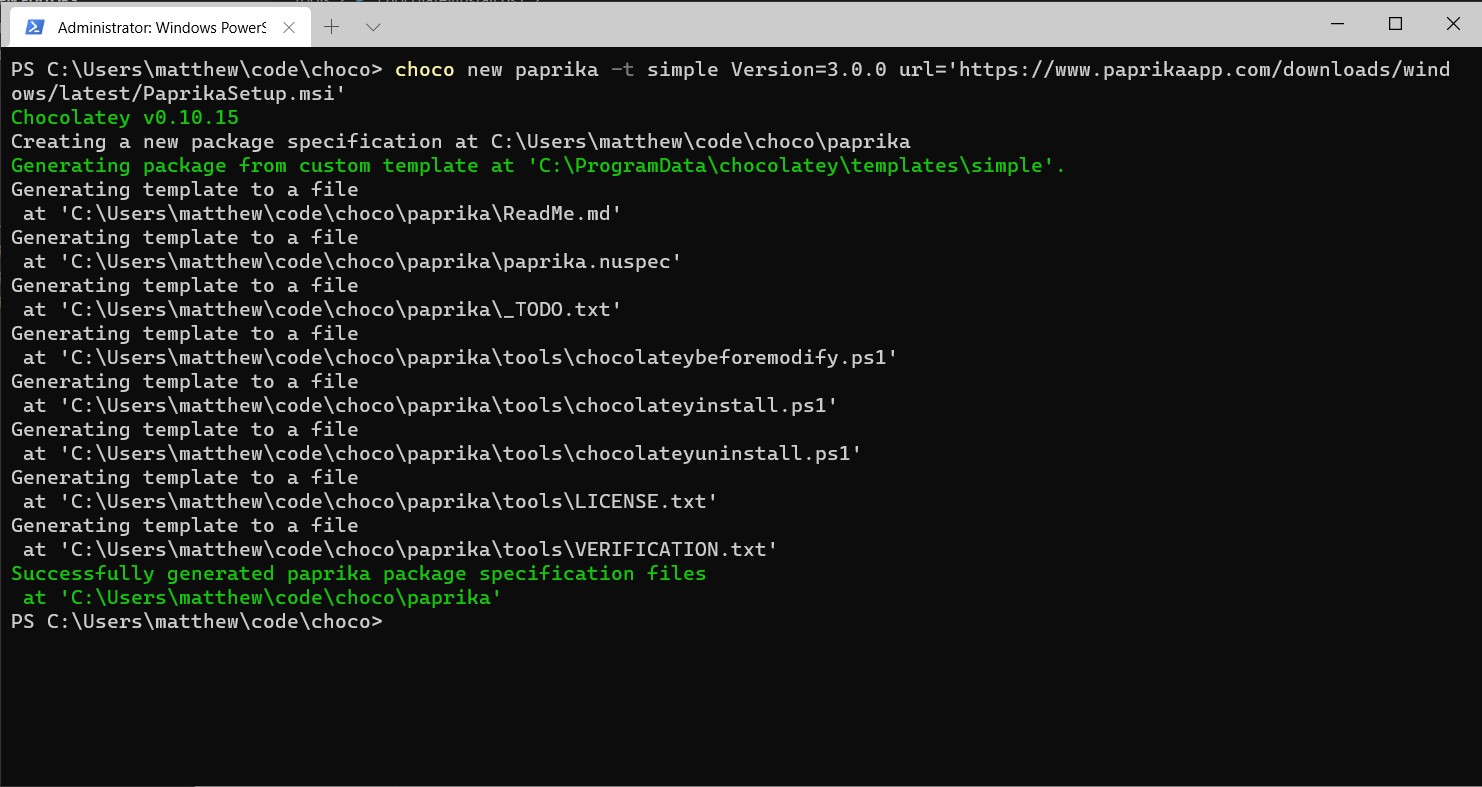 Administrator: Windows PowerS
PS C:\Users\matthew\code\choco> choco new paprika -t simple Version=3.0.0 url='https://www.paprikaapp.com/downloads/wind
ows/latest/PaprikaSetup.msi'
Chocolatey v0.10.15
Creating a new package specification at C:\Users\matthew\code\choco\paprika
Generating package from custom template at 'C:\ProgramData\chocolatey\templates\simple'.
Generating template to a file
 at 'C:\Users\matthew\code\choco\paprika\ReadMe.md'
Generating template to a file
 at 'C:\Users\matthew\code\choco\paprika\paprika.nuspec'
Generating template to a file
 at 'C:\Users\matthew\code\choco\paprika\_TODO.txt'
Generating template to a file
 at 'C:\Users\matthew\code\choco\paprika\tools\chocolateybeforemodify.ps1'
Generating template to a file
 at 'C:\Users\matthew\code\choco\paprika\tools\chocolateyinstall.ps1'
Generating template to a file
 at 'C:\Users\matthew\code\choco\paprika\tools\chocolateyuninstall.ps1'
Generating template to a file
 at 'C:\Users\matthew\code\choco\paprika\tools\LICENSE.txt'
Generating template to a file
 at 'C:\Users\matthew\code\choco\paprika\tools\VERIFICATION.txt'
Successfully generated paprika package specification files
 at 'C:\Users\matthew\code\choco\paprika'
PS C:\Users\matthew\code\choco>